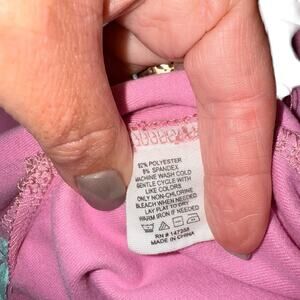 92% POLYESTER
8% SPANDEX
MACHINE WASH COLD
GENTLE CYCLE WITH
LIKE COLORS
ONLY NON-CHLORINE
BLEACH WHEN NEEDED
LAY FLAT TO DRY
WARM IRON IF NEEDED
RN # 147258
MADE IN CHINA